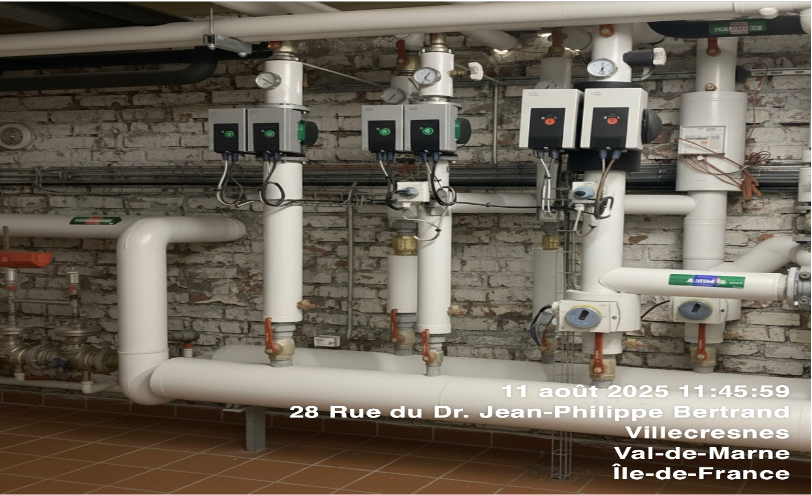 11 août 2025 11:45:59
28 Rue du Dr. Jean-Philippe Bertrand
Villecresnes
Val-de-Marne
Île-de-France